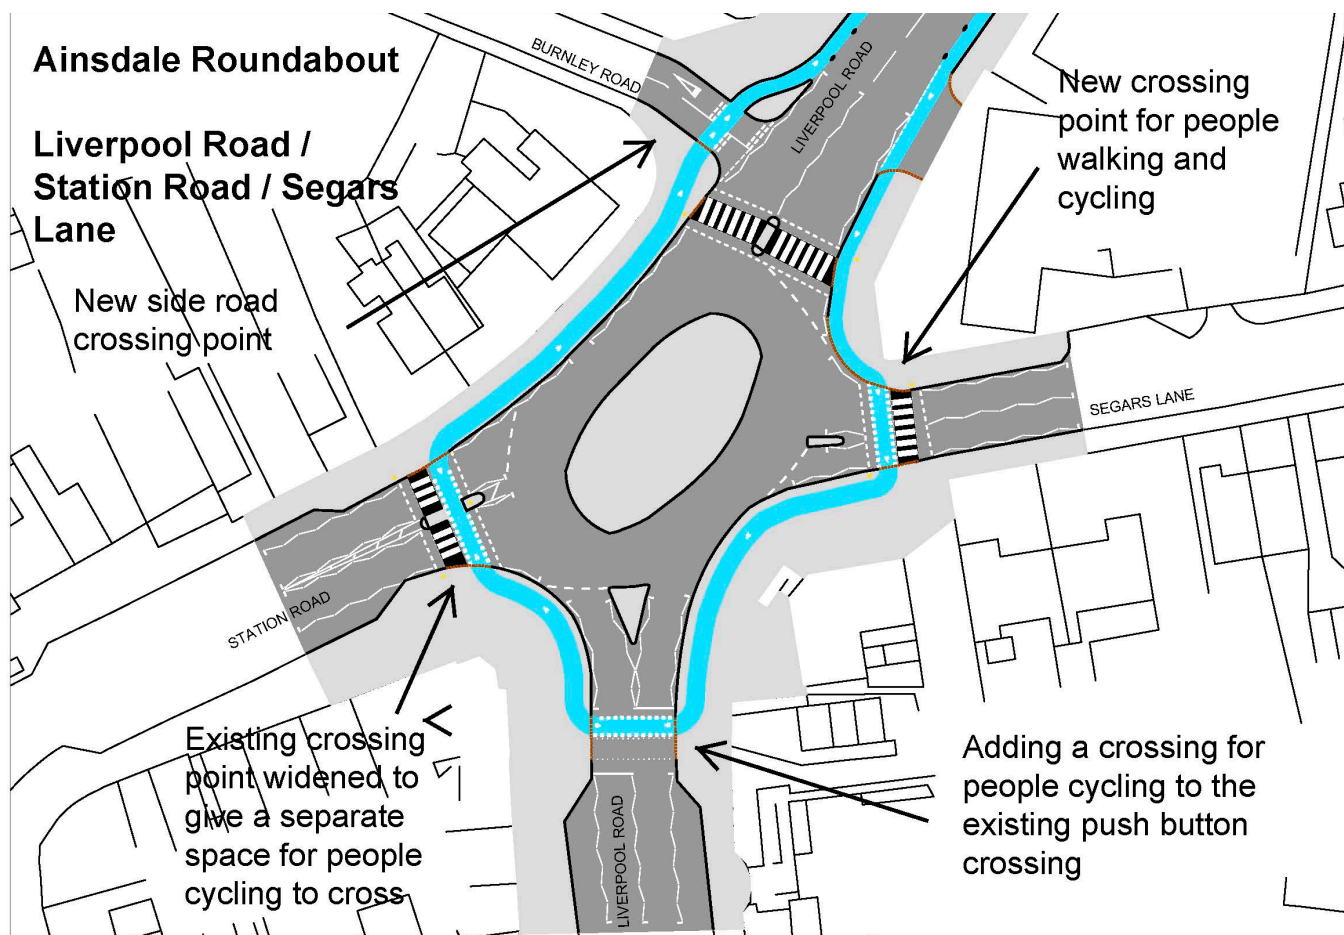 Ainsdale Roundabout
Liverpool Road /
Station Road / Segars
Lane
New side road
crossing point
BURNLEY ROAD
LIVERPOOL ROAD
New crossing
point for people
walking and
cycling
SEGARS LANE
STATION ROAD
Existing crossing
point widened to
give a separate
space for people
cycling to cross
LIVERPOOL ROAD
Adding a crossing for
people cycling to the
existing push button
crossing